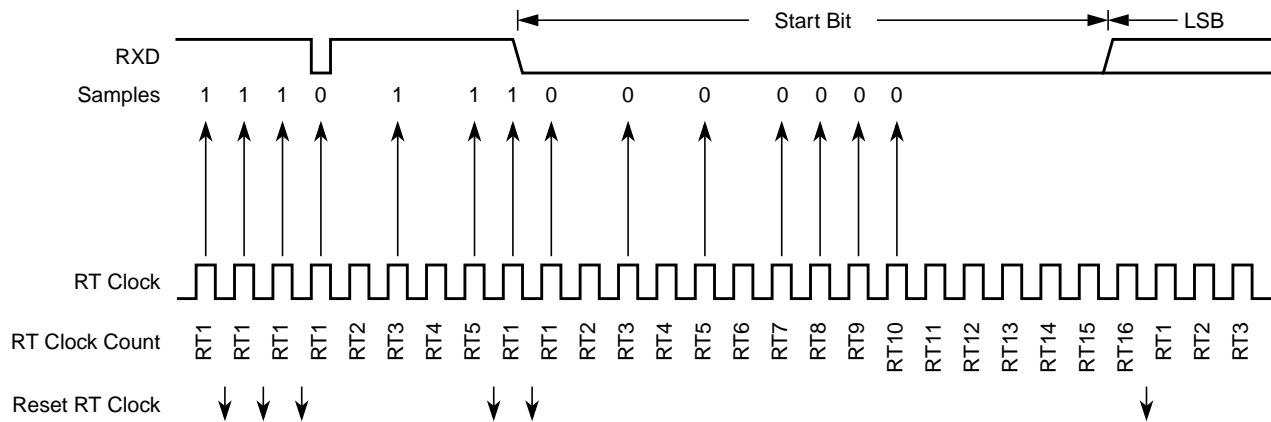 Start Bit LSB
RXD
Samples 1 1 1 0 1 1 1 0 0 0 0 0 0 0
RT Clock
RT Clock Count RT1 RT1 RT1 RT1 RT2 RT3 RT4 RT5 RT1 RT1 RT2 RT3 RT4 RT5 RT6 RT7 RT8 RT9 RT10 RT11 RT12 RT13 RT14 RT15 RT16 RT1 RT2 RT3
Reset RT Clock